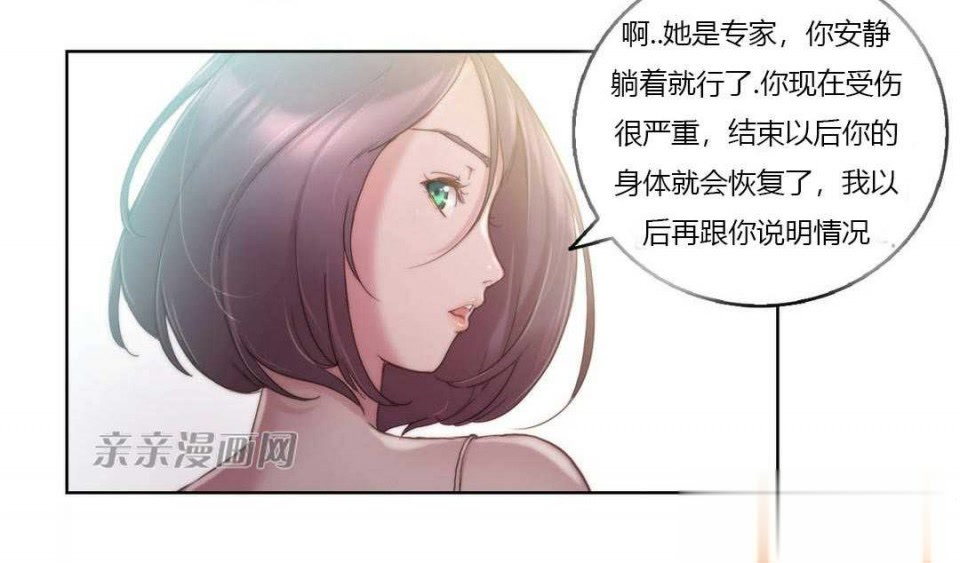 啊..她是专家，你安静
躺着就行了.你现在受伤
很严重，结束以后你的
身体就会恢复了，我以
后再跟你说明情况
亲亲漫画网